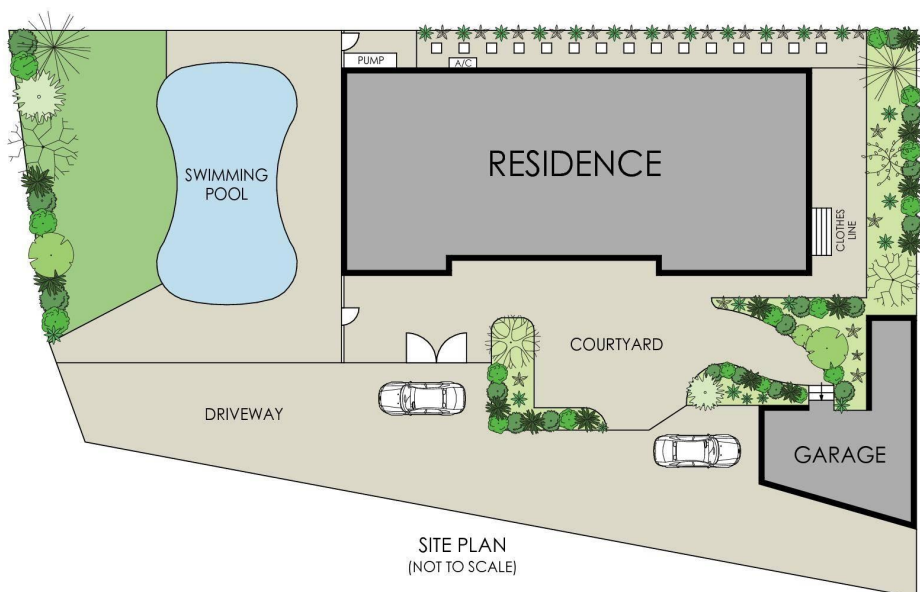 PUMP
A/C
RESIDENCE
SWIMMING
POOL
CLOTHES
LINE
COURTYARD
DRIVEWAY
GARAGE
SITE PLAN
(NOT TO SCALE)